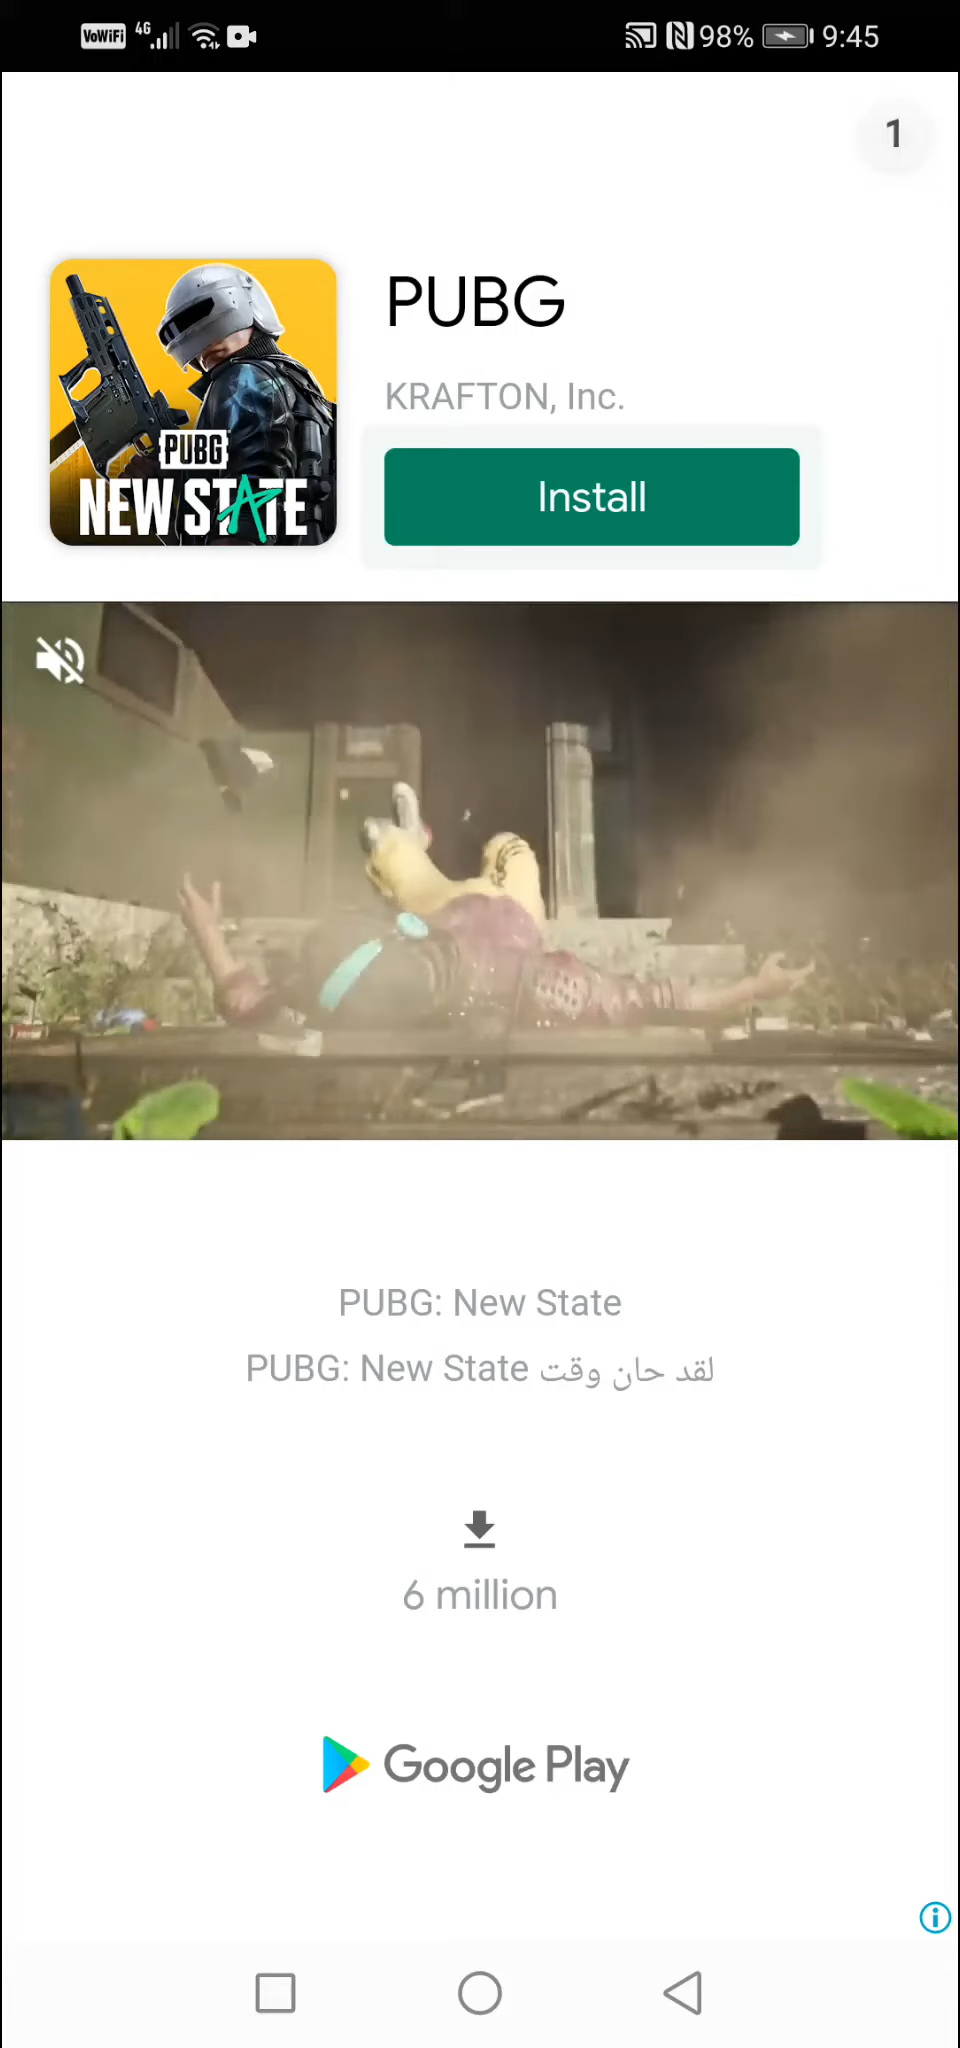 VoWiFi 4G 98% 9:45
1
PUBG
KRAFTON, Inc.
Install
PUBG
NEW STATE
PUBG: New State
لقد حان وقت PUBG: New State
6 million
Google Play